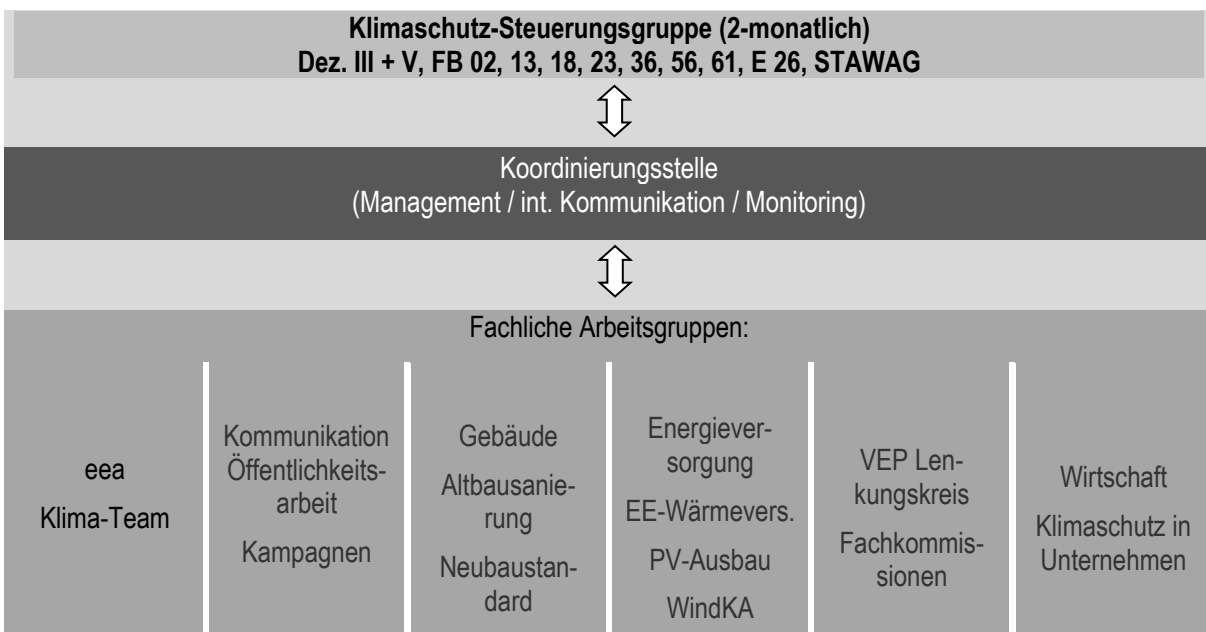 Klimaschutz-Steuerungsgruppe (2-monatlich)
Dez. III + V, FB 02, 13, 18, 23, 36, 56, 61, E 26, STAWAG
Koordinierungsstelle
(Management / int. Kommunikation / Monitoring)
Fachliche Arbeitsgruppen:
eea
Klima-Team
Kommunikation
Öffentlichkeits-
arbeit
Kampagnen
Gebäude
Altbausanie-
rung
Neubaustan-
dard
Energiever-
sorgung
EE-Wärmevers.
PV-Ausbau
WindKA
VEP Len-
kungskreis
Fachkommis-
sionen
Wirtschaft
Klimaschutz in
Unternehmen